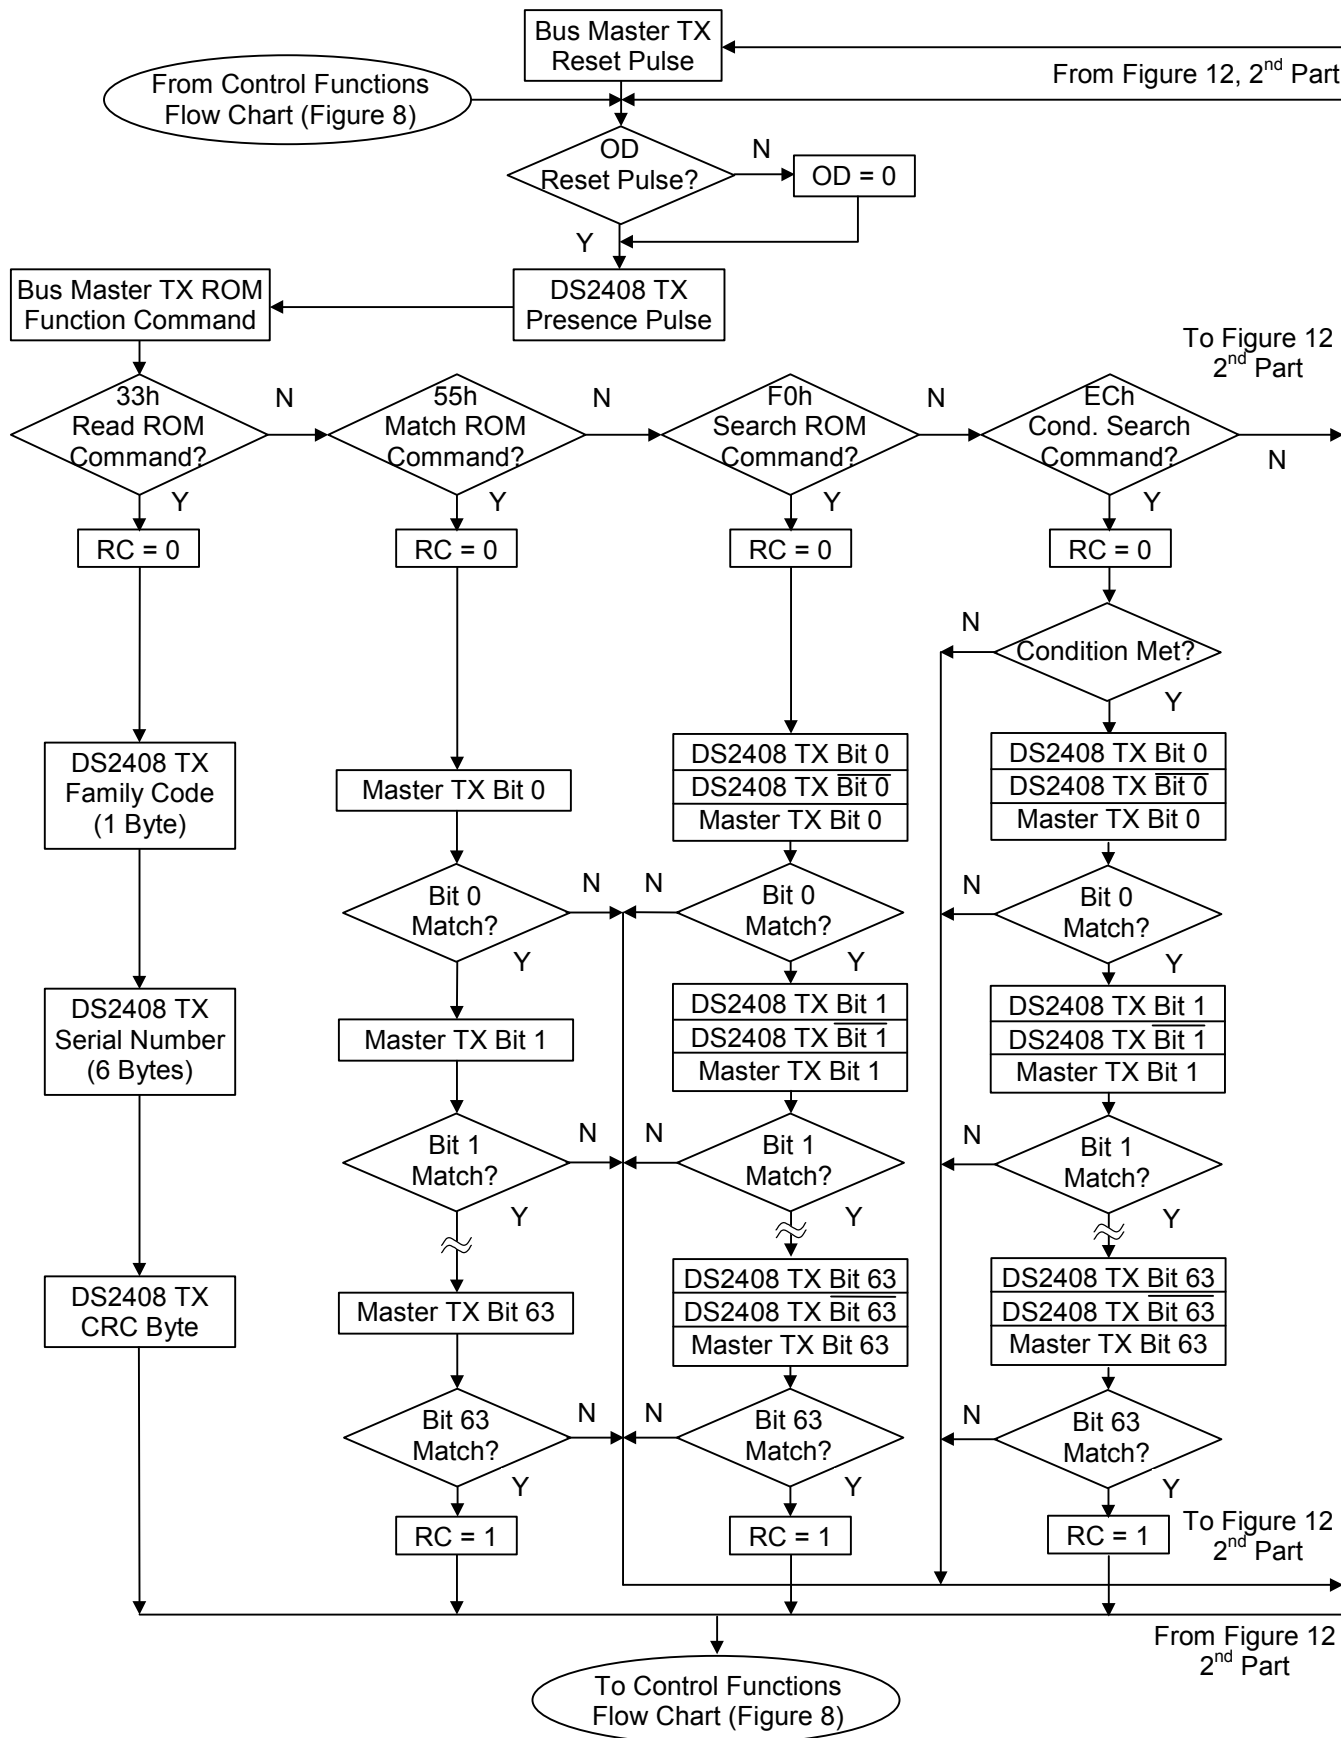 Bus Master TX
Reset Pulse
From Control Functions
Flow Chart (Figure 8)
From Figure 12, 2nd Part
OD
Reset Pulse?
N
OD = 0
Y
Bus Master TX ROM
Function Command
DS2408 TX
Presence Pulse
To Figure 12
2nd Part
33h
Read ROM
Command?
N
55h
Match ROM
Command?
N
F0h
Search ROM
Command?
N
ECh
Cond. Search
Command?
N
Y
Y
Y
Y
RC = 0
RC = 0
RC = 0
RC = 0
N
Condition Met?
Y
DS2408 TX
Family Code
(1 Byte)
Master TX Bit 0
DS2408 TX Bit 0
DS2408 TX Bit 0
Master TX Bit 0
DS2408 TX Bit 0
DS2408 TX Bit 0
Master TX Bit 0
Bit 0
Match?
N
N
Bit 0
Match?
N
Bit 0
Match?
Y
Y
Y
DS2408 TX
Serial Number
(6 Bytes)
Master TX Bit 1
DS2408 TX Bit 1
DS2408 TX Bit 1
Master TX Bit 1
DS2408 TX Bit 1
DS2408 TX Bit 1
Master TX Bit 1
Bit 1
Match?
N
N
Bit 1
Match?
N
Bit 1
Match?
Y
Y
Y
DS2408 TX
CRC Byte
Master TX Bit 63
DS2408 TX Bit 63
DS2408 TX Bit 63
Master TX Bit 63
DS2408 TX Bit 63
DS2408 TX Bit 63
Master TX Bit 63
Bit 63
Match?
N
N
Bit 63
Match?
N
Bit 63
Match?
Y
Y
Y
RC = 1
RC = 1
RC = 1
To Figure 12
2nd Part
From Figure 12
2nd Part
To Control Functions
Flow Chart (Figure 8)